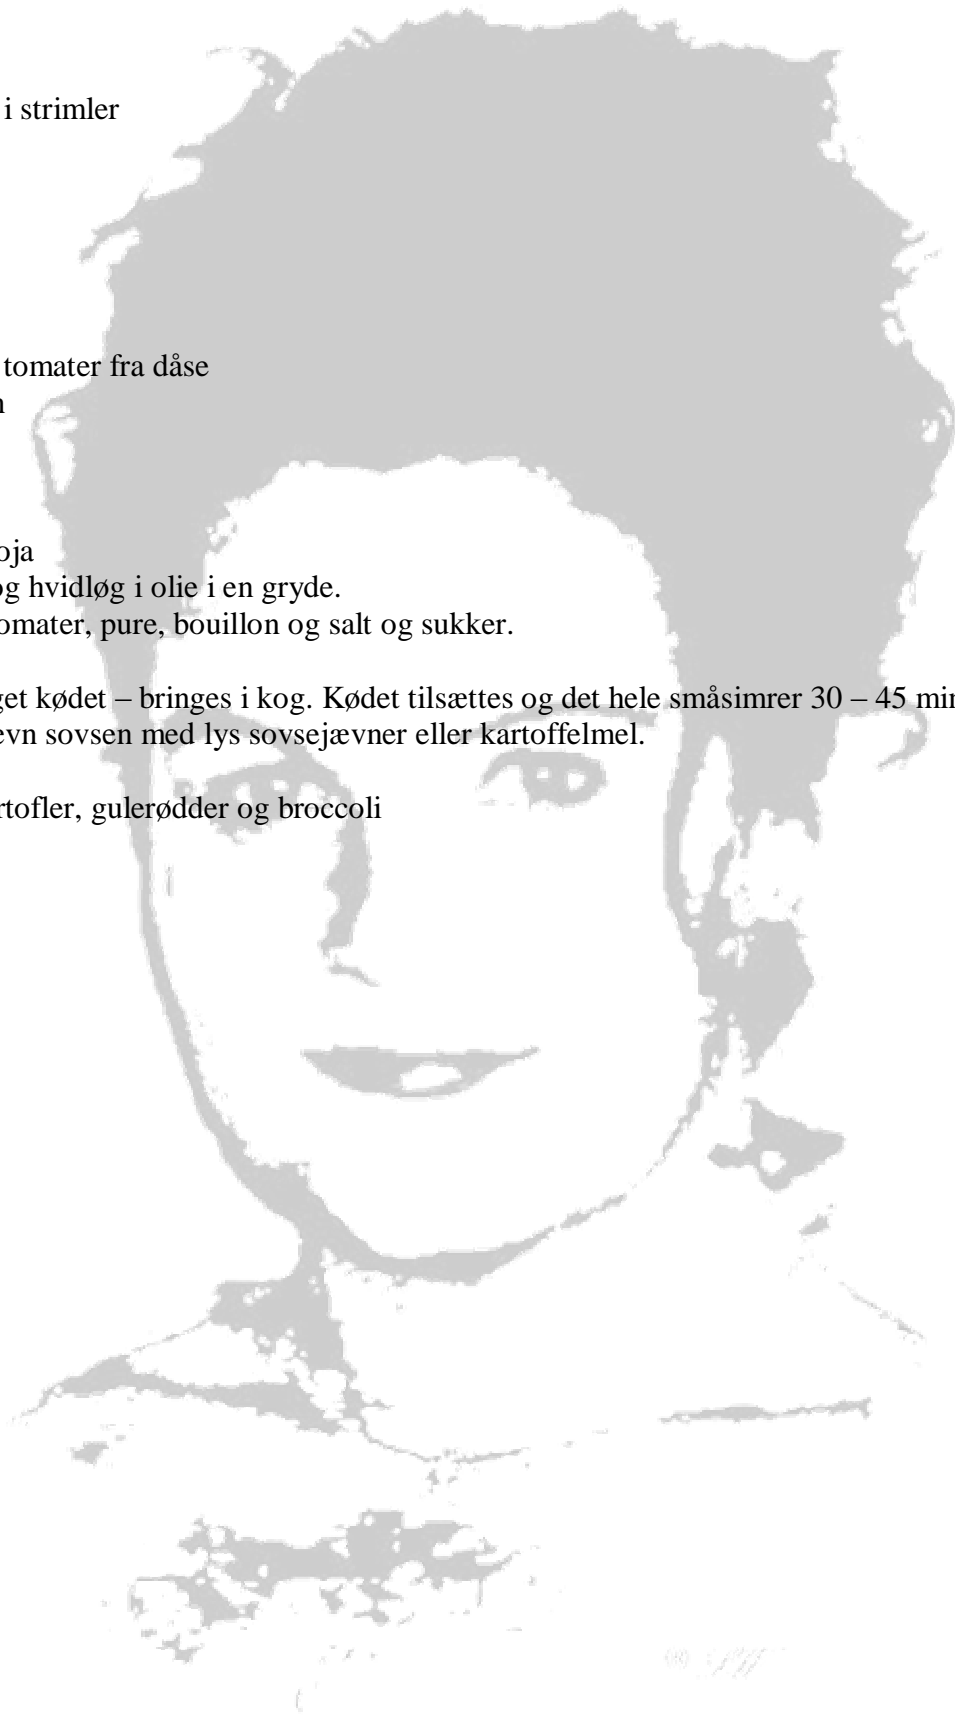 i strimler
tomater fra dåse
n
oja
og hvidløg i olie i en gryde.
omater, pure, bouillon og salt og sukker.
get kødet – bringes i kog. Kødet tilsættes og det hele småsimrer 30 – 45 min
evn sovsen med lys sovsejævner eller kartoffelmel.
rtofler, gulerødder og broccoli